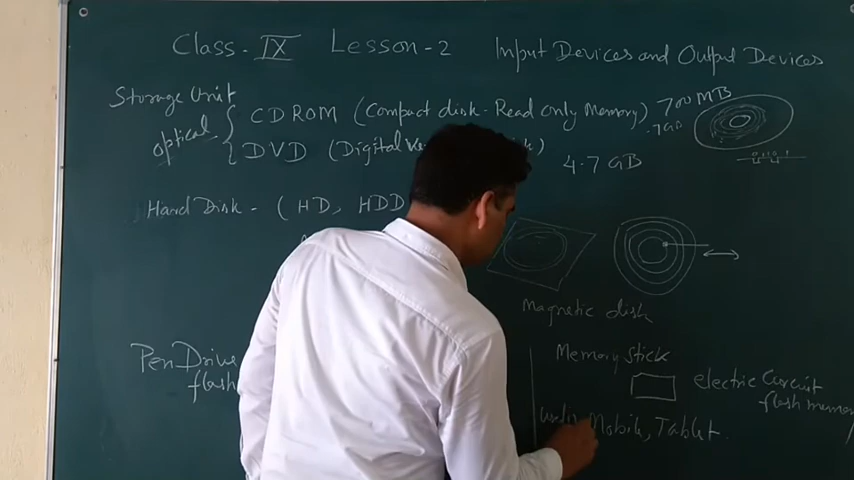 Class - IX Lesson - 2 Input Devices and Output Devices
Storage Unit
optical
CD ROM (Compact disk - Read only Memory) 700 MB
.7GB
DVD (Digital
4.7 GB
Hard Disk - (HD, HDD
Magnetic disk
Pen Drive
flash
Memory Stick
electric Circuit
flash memory
Mobile, Tablet